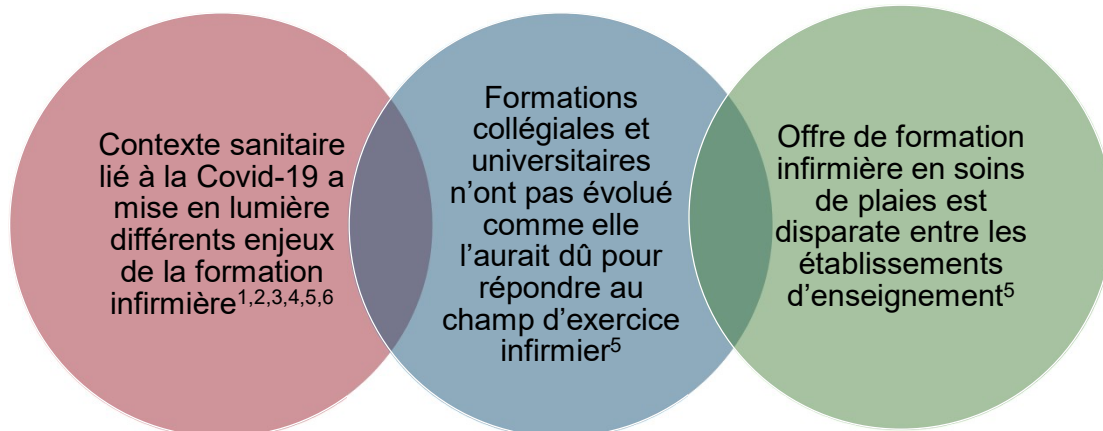 Contexte sanitaire
lié à la Covid-19 a
mise en lumière
différents enjeux
de la formation
infirmière1,2,3,4,5,6
Formations
collégiales et
universitaires
n’ont pas évolué
comme elle
l’aurait dû pour
répondre au
champ d’exercice
infirmier5
Offre de formation
infirmière en soins
de plaies est
disparate entre les
établissements
d’enseignement5